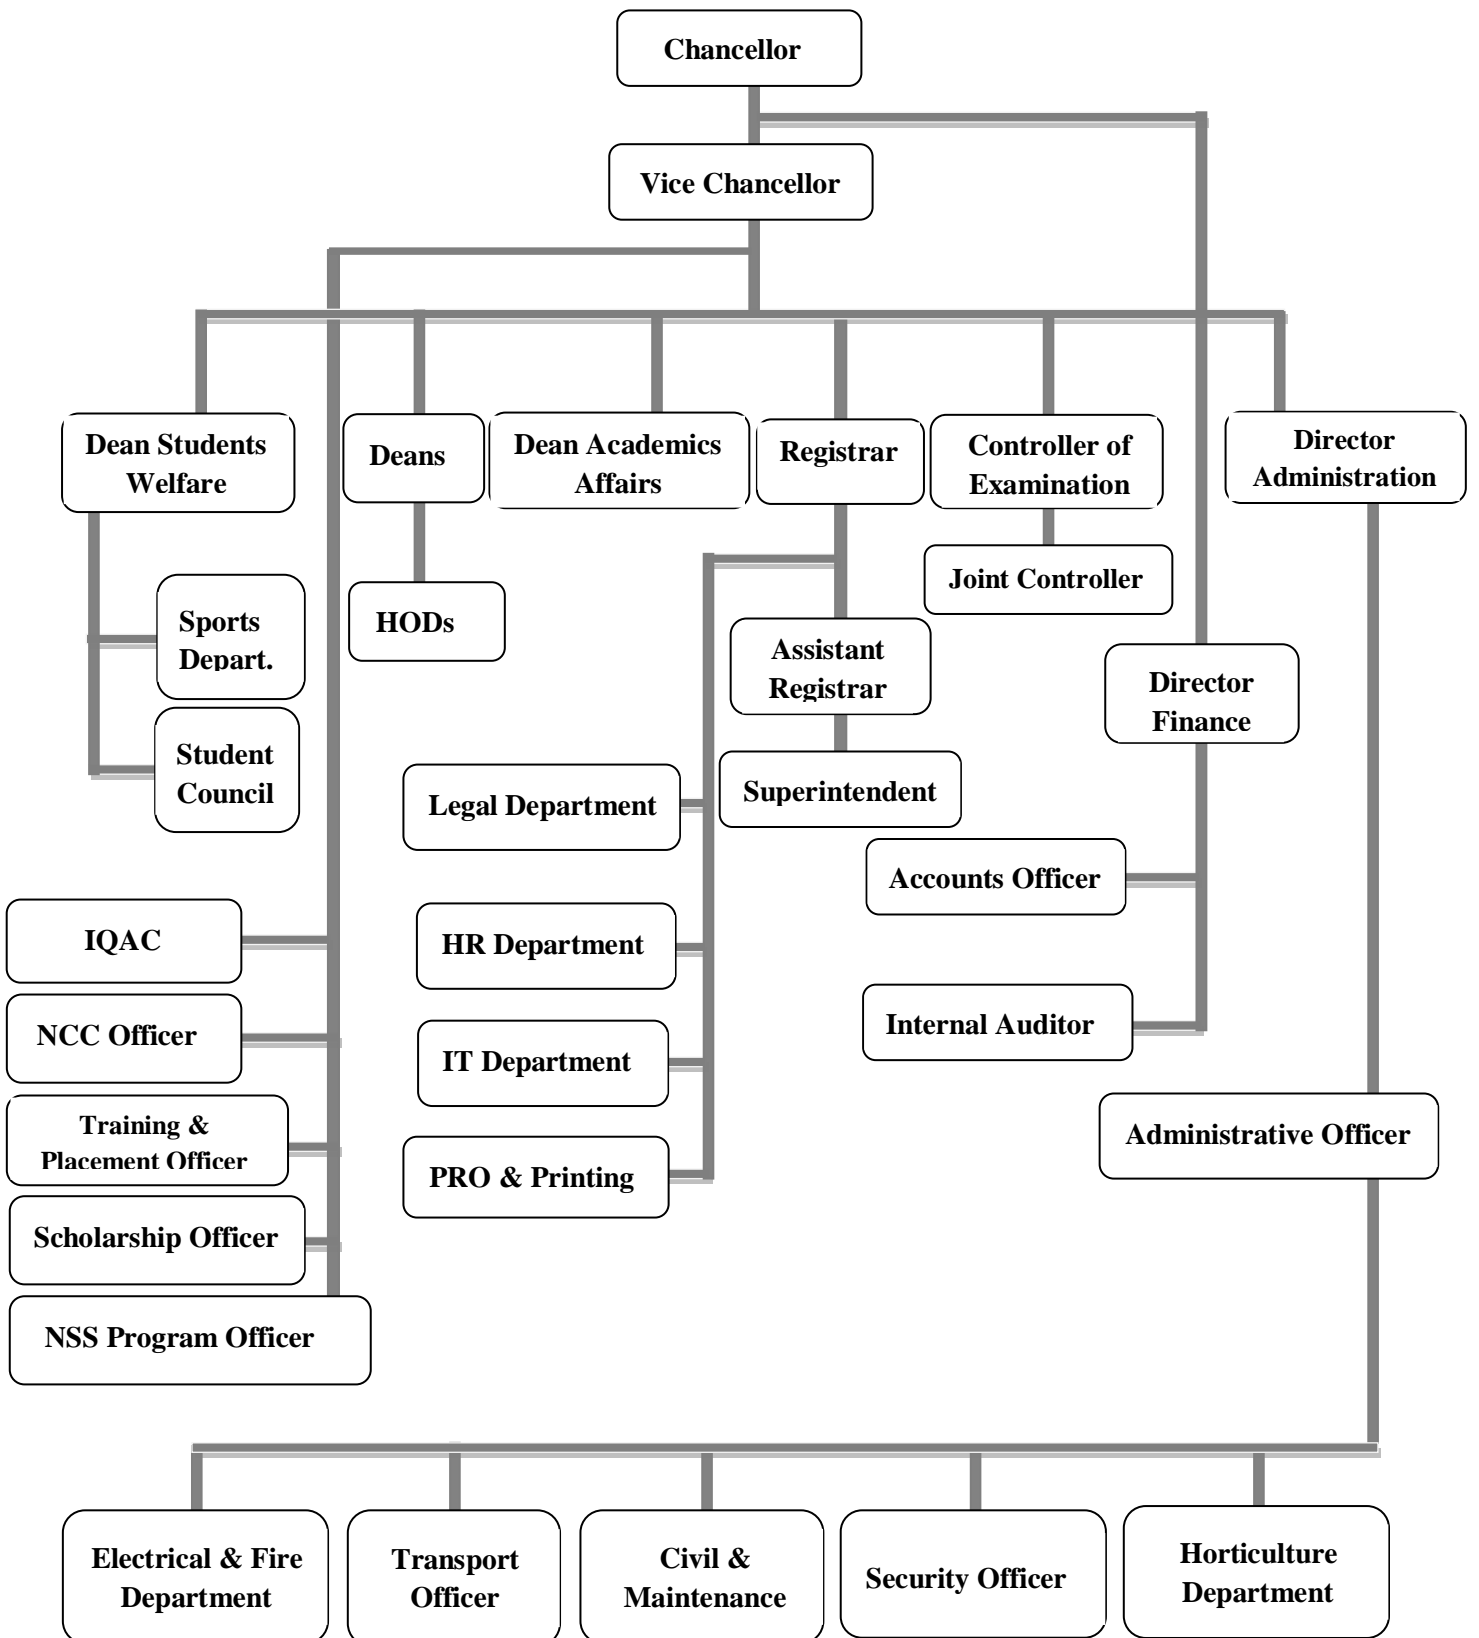 Chancellor
Vice Chancellor
Dean Students
Welfare
Deans
Dean Academics
Affairs
Registrar
Controller of
Examination
Director
Administration
Joint Controller
Sports
Depart.
HODs
Assistant
Registrar
Director
Finance
Student
Council
Legal Department
Superintendent
Accounts Officer
IQAC
HR Department
NCC Officer
Internal Auditor
IT Department
Training &
Placement Officer
Administrative Officer
PRO & Printing
Scholarship Officer
NSS Program Officer
Electrical & Fire
Department
Transport
Officer
Civil &
Maintenance
Security Officer
Horticulture
Department